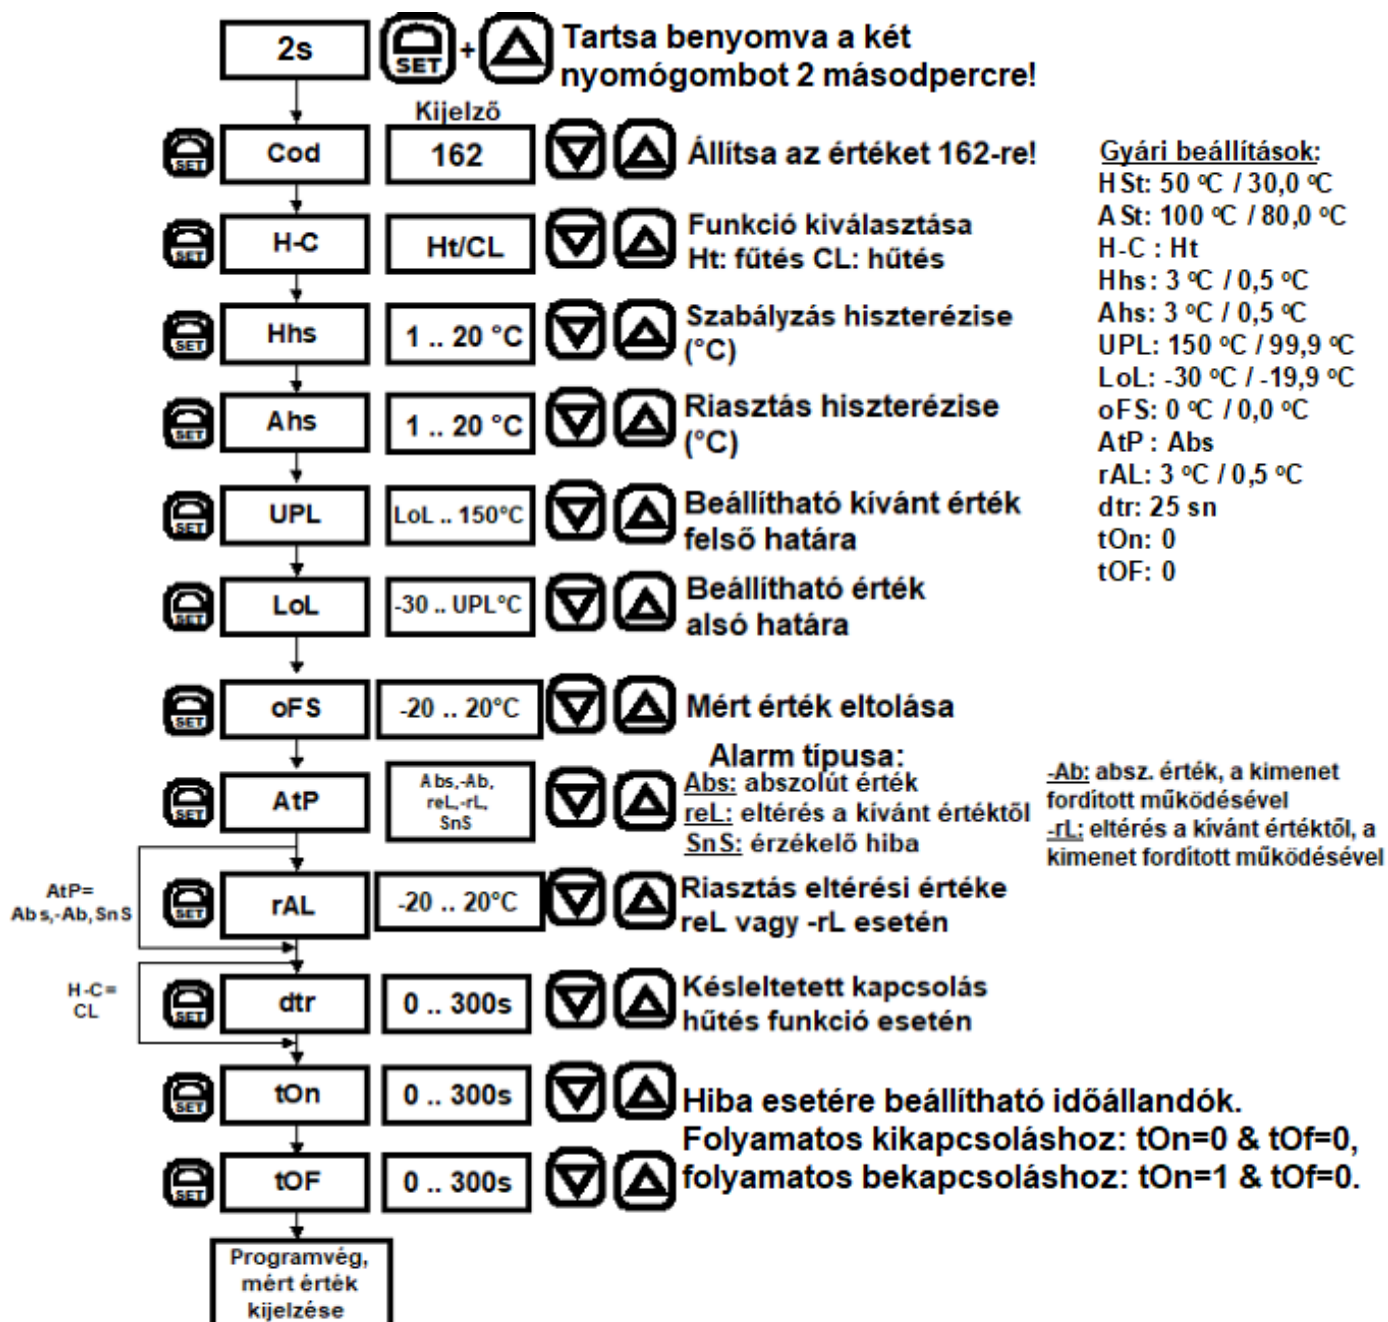 2s
SET
+
Tartsa benyomva a két
nyomógombot 2 másodpercre!
Kijelző
SET
Cod
162
Állítsa az értéket 162-re!
SET
H-C
Ht/CL
Funkció kiválasztása
Ht: fűtés CL: hűtés
SET
Hhs
1 .. 20 °C
Szabályzás hiszterézise
(°C)
SET
Ahs
1 .. 20 °C
Riasztás hiszterézise
(°C)
SET
UPL
LoL .. 150°C
Beállítható kívánt érték
felső határa
SET
LoL
-30 .. UPL°C
Beállítható érték
alsó határa
SET
oFS
-20 .. 20°C
Mért érték eltolása
SET
AtP
Abs,-Ab,
reL,-rL,
SnS
Alarm típusa:
Abs: abszolút érték
reL: eltérés a kívánt értéktől
SnS: érzékelő hiba
-Ab: absz. érték, a kimenet
fordított működésével
-rL: eltérés a kívánt értéktől, a
kimenet fordított működésével
AtP=
Abs,-Ab,SnS
SET
rAL
-20 .. 20°C
Riasztás eltérési értéke
reL vagy -rL esetén
H-C=
CL
SET
dtr
0 .. 300s
Késleltetett kapcsolás
hűtés funkció esetén
SET
tOn
0 .. 300s
SET
tOF
0 .. 300s
Hiba esetére beállítható időállandók.
Folyamatos kikapcsoláshoz: tOn=0 & tOf=0,
folyamatos bekapcsoláshoz: tOn=1 & tOf=0.
Programvég,
mért érték
kijelzése
Gyári beállítások:
HSt: 50 °C / 30,0 °C
ASt: 100 °C / 80,0 °C
H-C : Ht
Hhs: 3 °C / 0,5 °C
Ahs: 3 °C / 0,5 °C
UPL: 150 °C / 99,9 °C
LoL: -30 °C / -19,9 °C
oFS: 0 °C / 0,0 °C
AtP : Abs
rAL: 3 °C / 0,5 °C
dtr: 25 sn
tOn: 0
tOF: 0